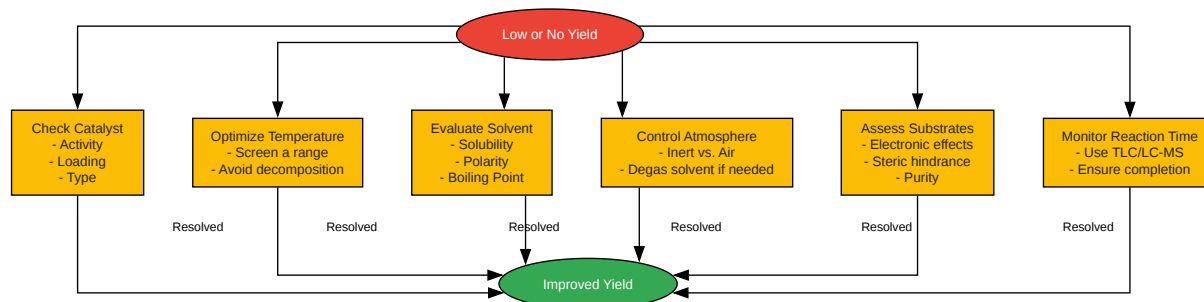 Low or No Yield
Check Catalyst
- Activity
- Loading
- Type
Optimize Temperature
- Screen a range
- Avoid decomposition
Evaluate Solvent
- Solubility
- Polarity
- Boiling Point
Control Atmosphere
- Inert vs. Air
- Degas solvent if needed
Assess Substrates
- Electronic effects
- Steric hindrance
- Purity
Monitor Reaction Time
- Use TLC/LC-MS
- Ensure completion
Resolved
Resolved
Resolved
Resolved
Resolved
Resolved
Improved Yield